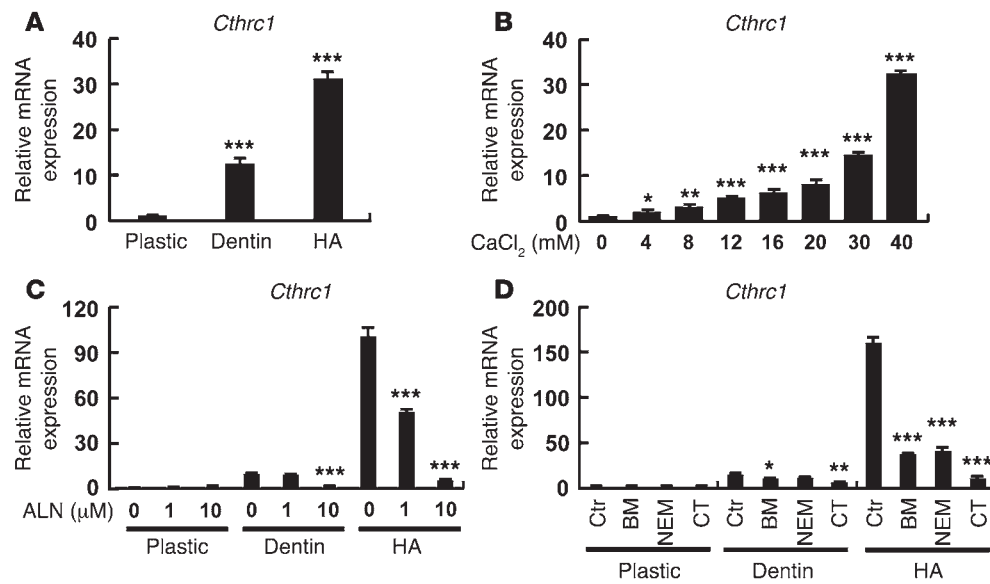 A
Cthrc1
Relative mRNA
expression
40
30
20
10
0
***
***
Plastic Dentin HA
B
Cthrc1
Relative mRNA
expression
40
30
20
10
0
* ** *** *** *** *** ***
CaCl2 (mM) 0 4 8 12 16 20 30 40
C
Cthrc1
Relative mRNA
expression
120
90
60
30
0
*** *** ***
ALN (μM) 0 1 10 0 1 10 0 1 10
Plastic Dentin HA
D
Cthrc1
Relative mRNA
expression
200
150
100
50
0
* ** *** *** ***
Ctr BM NEM CT Ctr BM NEM CT Ctr BM NEM CT
Plastic Dentin HA